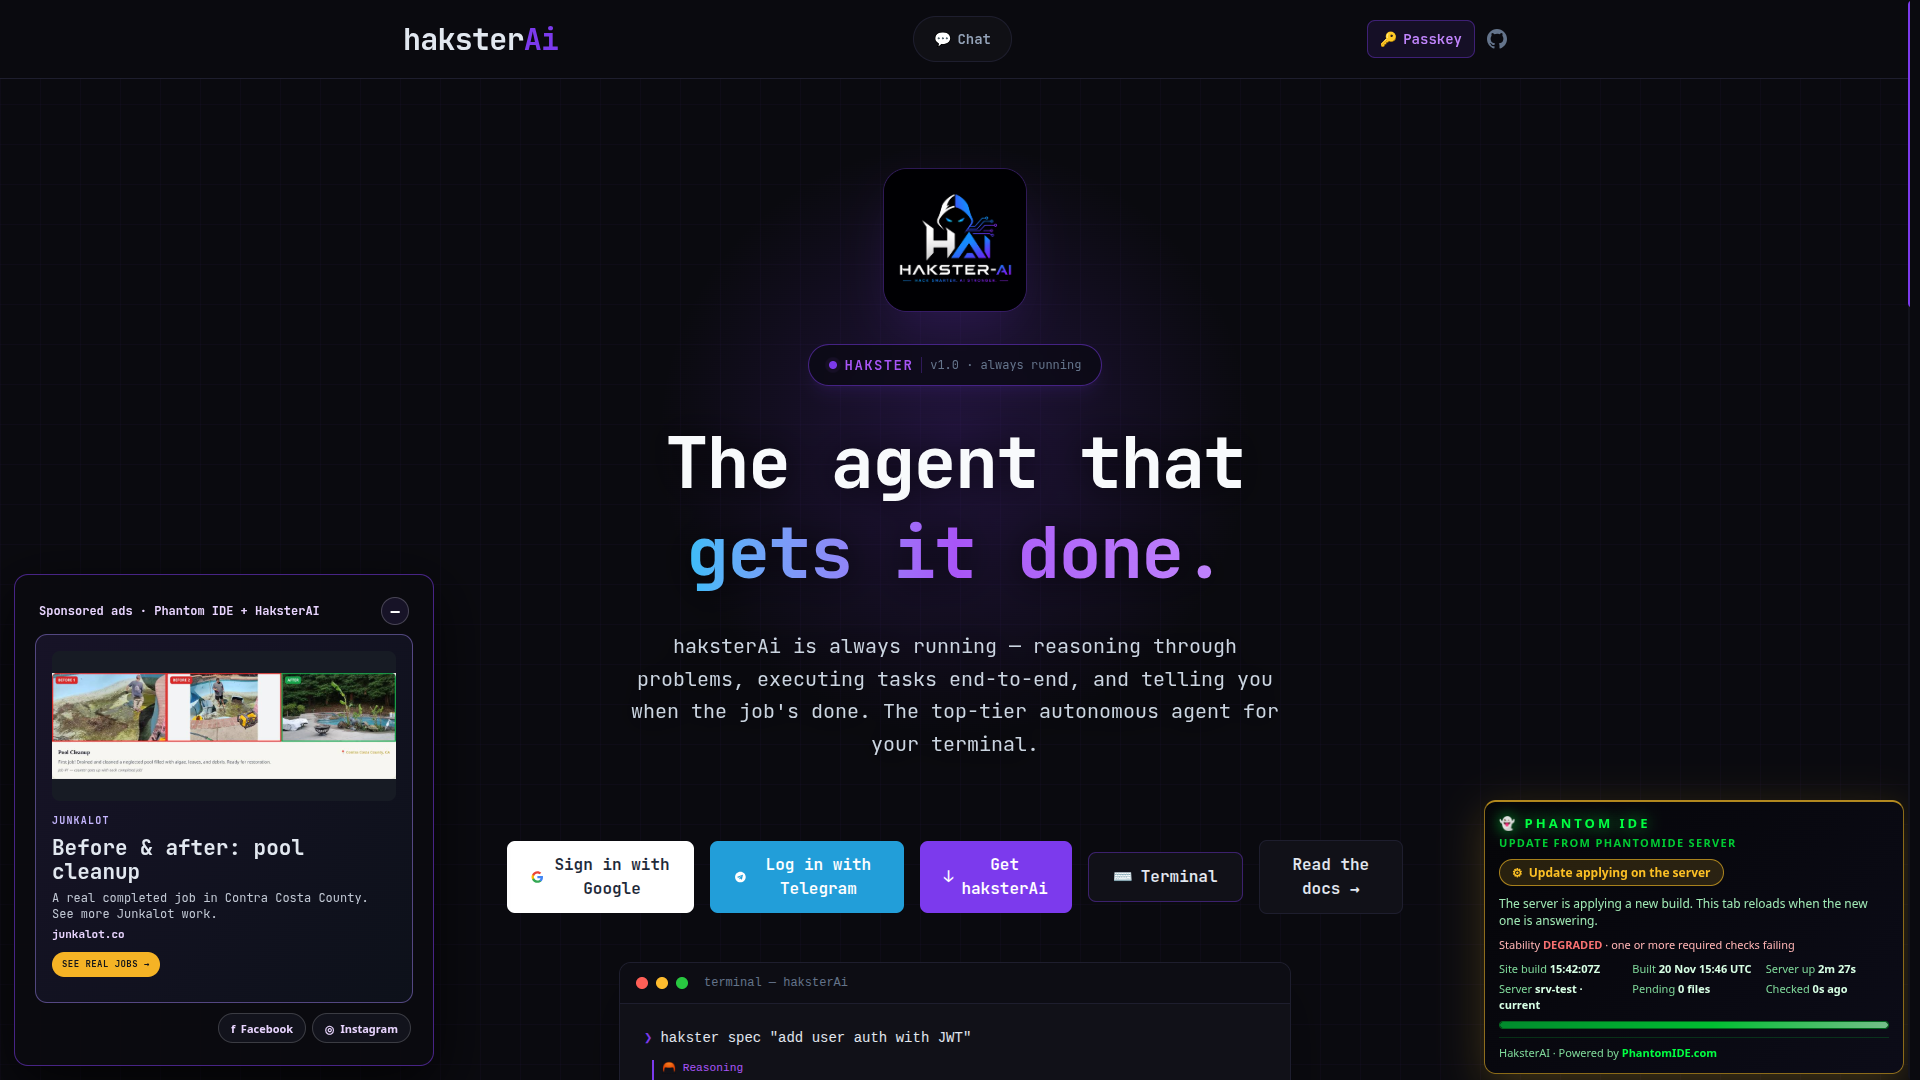 haksterAi
💬 Chat
🔑 Passkey
HAI
HAKSTER-AI
HAKSTER
v1.0 · always running
The agent that
gets it done.
haksterAi is always running — reasoning through
problems, executing tasks end-to-end, and telling you
when the job's done. The top-tier autonomous agent for
your terminal.
Sign in with
Google
Log in with
Telegram
↓ Get
haksterAi
⌨️ Terminal
Read the
docs →
terminal — haksterAi
❯ hakster spec "add user auth with JWT"
Reasoning
Sponsored ads · Phantom IDE + HaksterAI
–
BEFORE 1
BEFORE 2
AFTER
Pool Cleanup
JUNKALOT
Before & after: pool
cleanup
A real completed job in Contra Costa County.
See more Junkalot work.
junkalot.co
SEE REAL JOBS →
f Facebook
◎ Instagram
👻 PHANTOM IDE
UPDATE FROM PHANTOMIDE SERVER
⚙ Update applying on the server
The server is applying a new build. This tab reloads when the new
one is answering.
Stability DEGRADED · one or more required checks failing
Site build 15:42:07Z
Built 20 Nov 15:46 UTC
Server up 2m 27s
Server srv-test ·
current
Pending 0 files
Checked 0s ago
HaksterAI · Powered by PhantomIDE.com